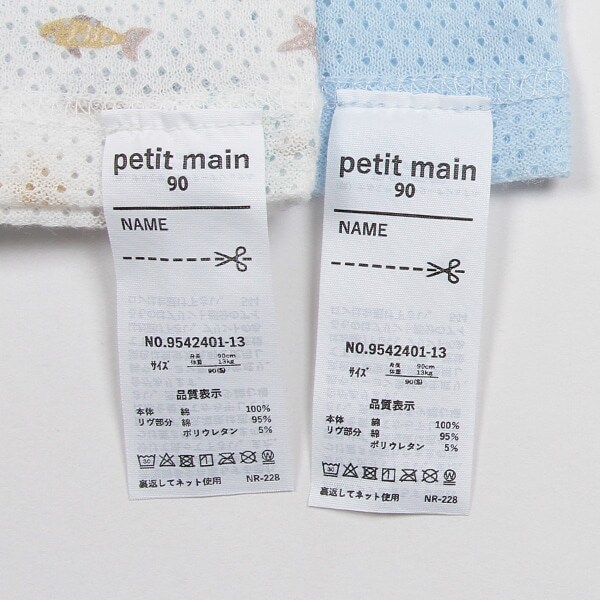 petit main
90
NAME
NO.9542401-13
サイズ 身長 90cm
体重 13kg
90(S)
品質表示
本体 綿 100%
リヴ部分 綿 95%
ポリウレタン 5%
30
裏返してネット使用 NR-228
petit main
90
NAME
NO.9542401-13
サイズ 身長 90cm
体重 13kg
90(S)
品質表示
本体 綿 100%
リヴ部分 綿 95%
ポリウレタン 5%
30
裏返してネット使用 NR-228